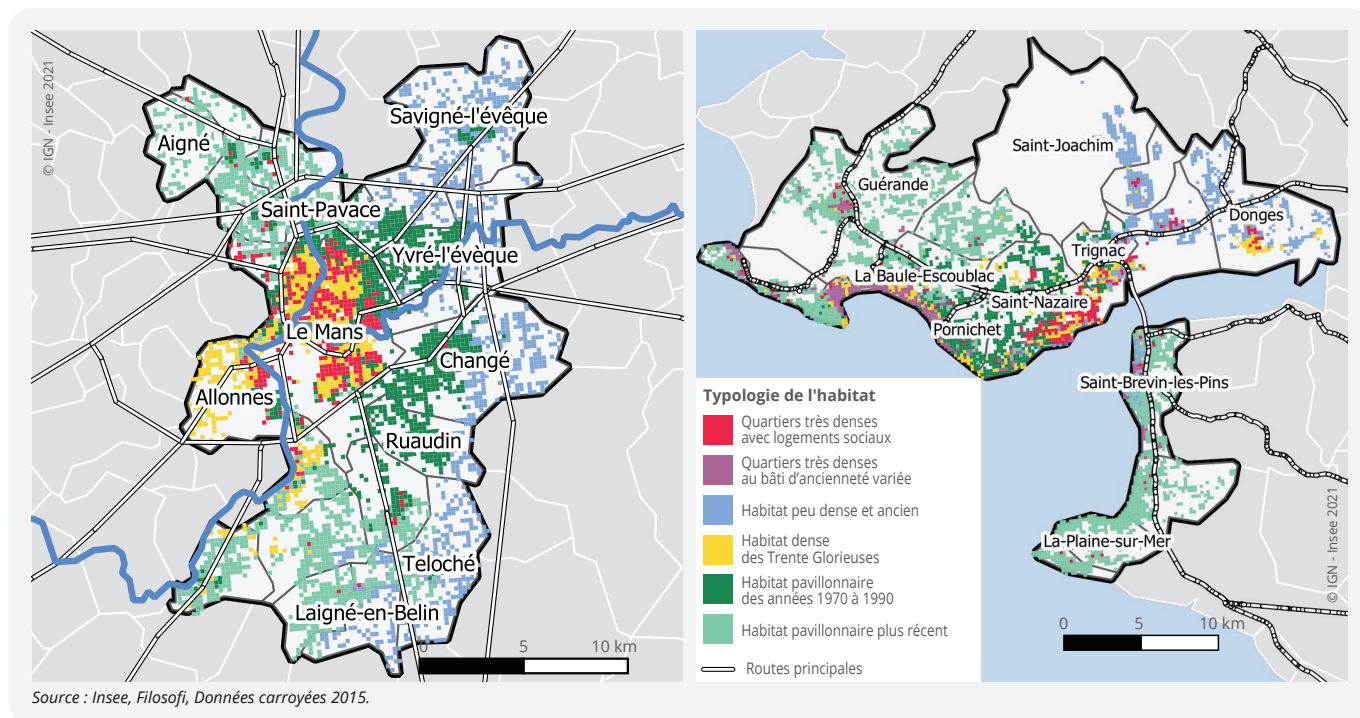 © IGN - Insee 2021
Savigné-l'évêque
Aigné
Saint-Pavace
Yvré-l'évèque
Le Mans
Changé
Allonnes
Ruaudin
Teloché
Laigné-en-Belin
0 5 10 km
Saint-Joachim
Guérande
Donges
Trignac
La Baule-Escoublac
Saint-Nazaire
Pornichet
Saint-Brevin-les-Pins
La-Plaine-sur-Mer
Typologie de l'habitat
Quartiers très denses
avec logements sociaux
Quartiers très denses
au bâti d'ancienneté variée
Habitat peu dense et ancien
Habitat dense
des Trente Glorieuses
Habitat pavillonnaire
des années 1970 à 1990
Habitat pavillonnaire plus récent
Routes principales
0 5 10 km
© IGN - Insee 2021
Source : Insee, Filosofi, Données carroyées 2015.